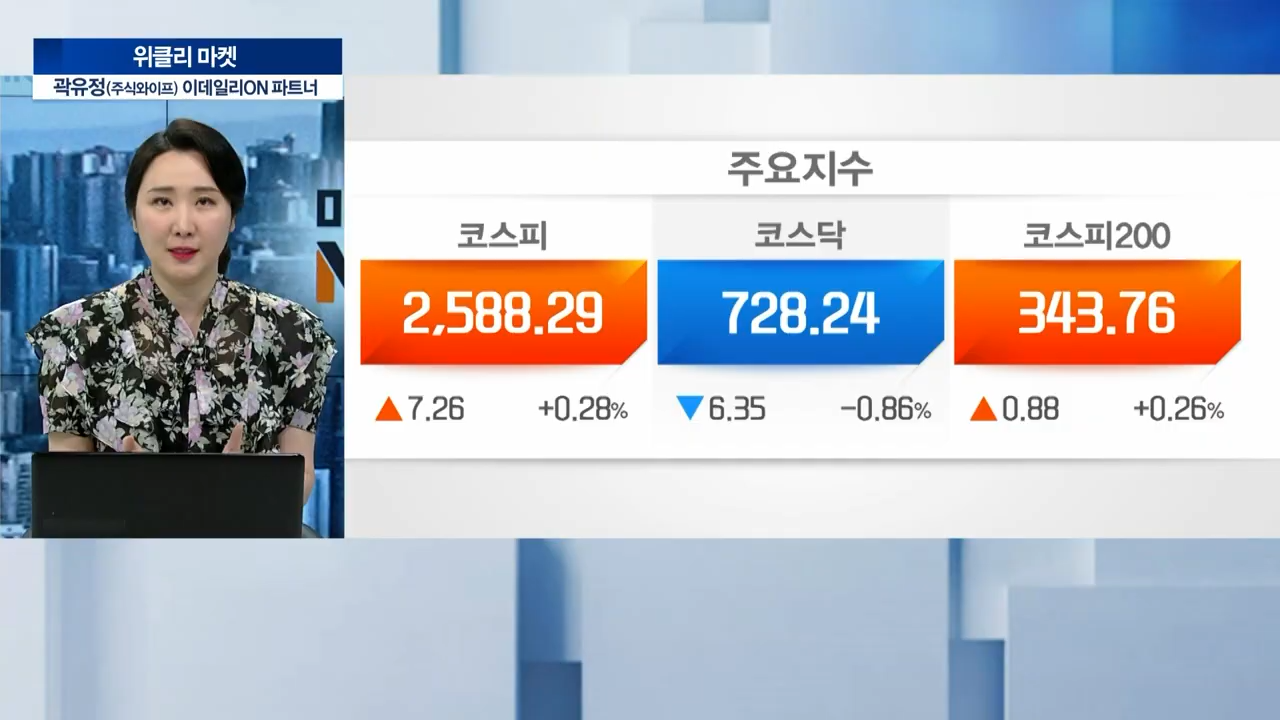 위클리 마켓
곽유정(주식와이프) 이데일리ON 파트너
주요지수
코스피
2,588.29
▲7.26 +0.28%
코스닥
728.24
▼6.35 -0.86%
코스피200
343.76
▲0.88 +0.26%